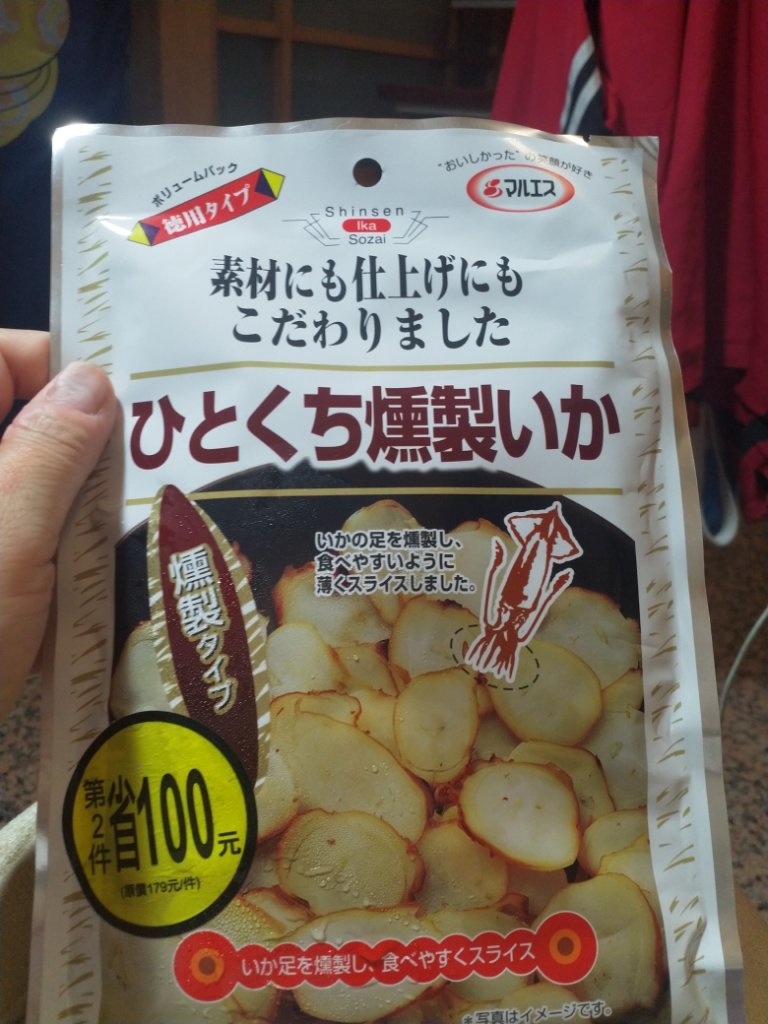 ボリュームパック
徳用タイプ
"おいしかった"の笑顔が好き
マルエス
Shinsen
Ika
Sozai
素材にも仕上げにも
こだわりました
ひとくち燻製いか
いかの足を燻製し、
食べやすいように
薄くスライスしました。
燻製タイプ
第2件
省100元
(原價179元/件)
いか足を燻製し、食べやすくスライス
*写真はイメージです。